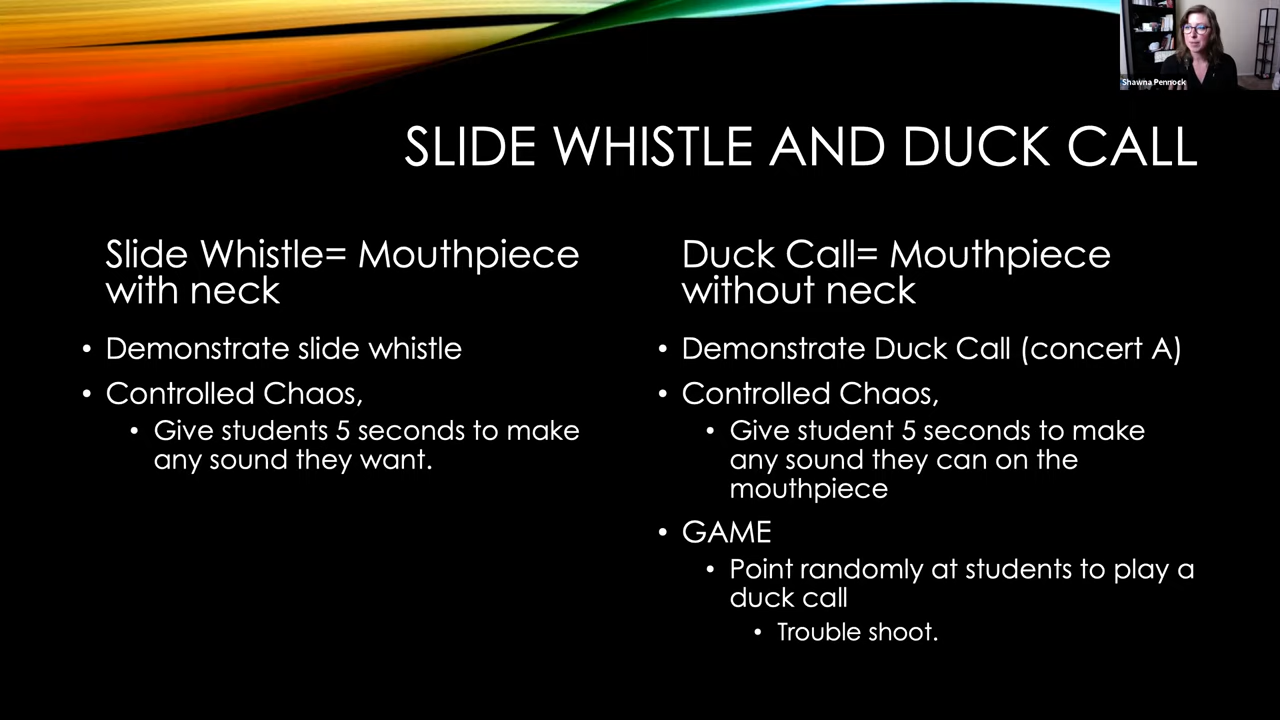 Shawna Pennock
SLIDE WHISTLE AND DUCK CALL
Slide Whistle= Mouthpiece
with neck
• Demonstrate slide whistle
• Controlled Chaos,
• Give students 5 seconds to make
any sound they want.
Duck Call= Mouthpiece
without neck
• Demonstrate Duck Call (concert A)
• Controlled Chaos,
• Give student 5 seconds to make
any sound they can on the
mouthpiece
• GAME
• Point randomly at students to play a
duck call
• Trouble shoot.